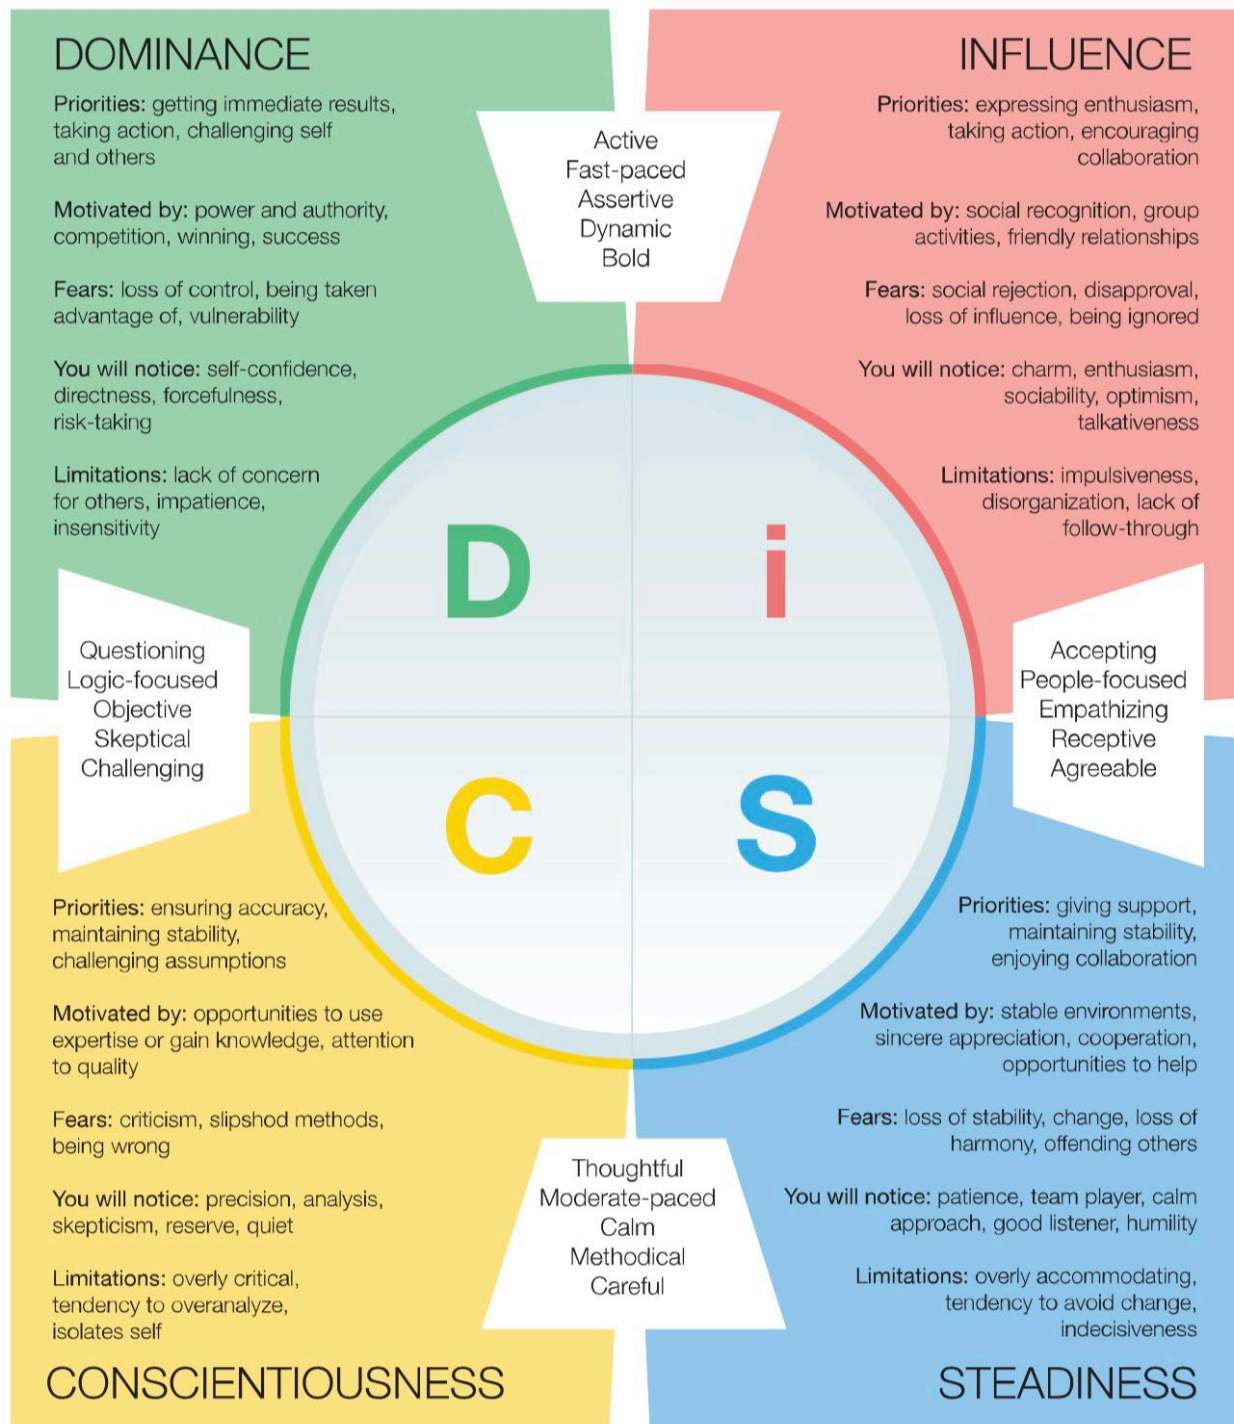 DOMINANCE
Priorities: getting immediate results,
taking action, challenging self
and others
Motivated by: power and authority,
competition, winning, success
Fears: loss of control, being taken
advantage of, vulnerability
You will notice: self-confidence,
directness, forcefulness,
risk-taking
Limitations: lack of concern
for others, impatience,
insensitivity
Active
Fast-paced
Assertive
Dynamic
Bold
INFLUENCE
Priorities: expressing enthusiasm,
taking action, encouraging
collaboration
Motivated by: social recognition, group
activities, friendly relationships
Fears: social rejection, disapproval,
loss of influence, being ignored
You will notice: charm, enthusiasm,
sociability, optimism,
talkativeness
Limitations: impulsiveness,
disorganization, lack of
follow-through
D
i
Questioning
Logic-focused
Objective
Skeptical
Challenging
Accepting
People-focused
Empathizing
Receptive
Agreeable
C
S
Priorities: ensuring accuracy,
maintaining stability,
challenging assumptions
Motivated by: opportunities to use
expertise or gain knowledge, attention
to quality
Fears: criticism, slipshod methods,
being wrong
You will notice: precision, analysis,
skepticism, reserve, quiet
Limitations: overly critical,
tendency to overanalyze,
isolates self
CONSCIENTIOUSNESS
Thoughtful
Moderate-paced
Calm
Methodical
Careful
Priorities: giving support,
maintaining stability,
enjoying collaboration
Motivated by: stable environments,
sincere appreciation, cooperation,
opportunities to help
Fears: loss of stability, change, loss of
harmony, offending others
You will notice: patience, team player, calm
approach, good listener, humility
Limitations: overly accommodating,
tendency to avoid change,
indecisiveness
STEADINESS